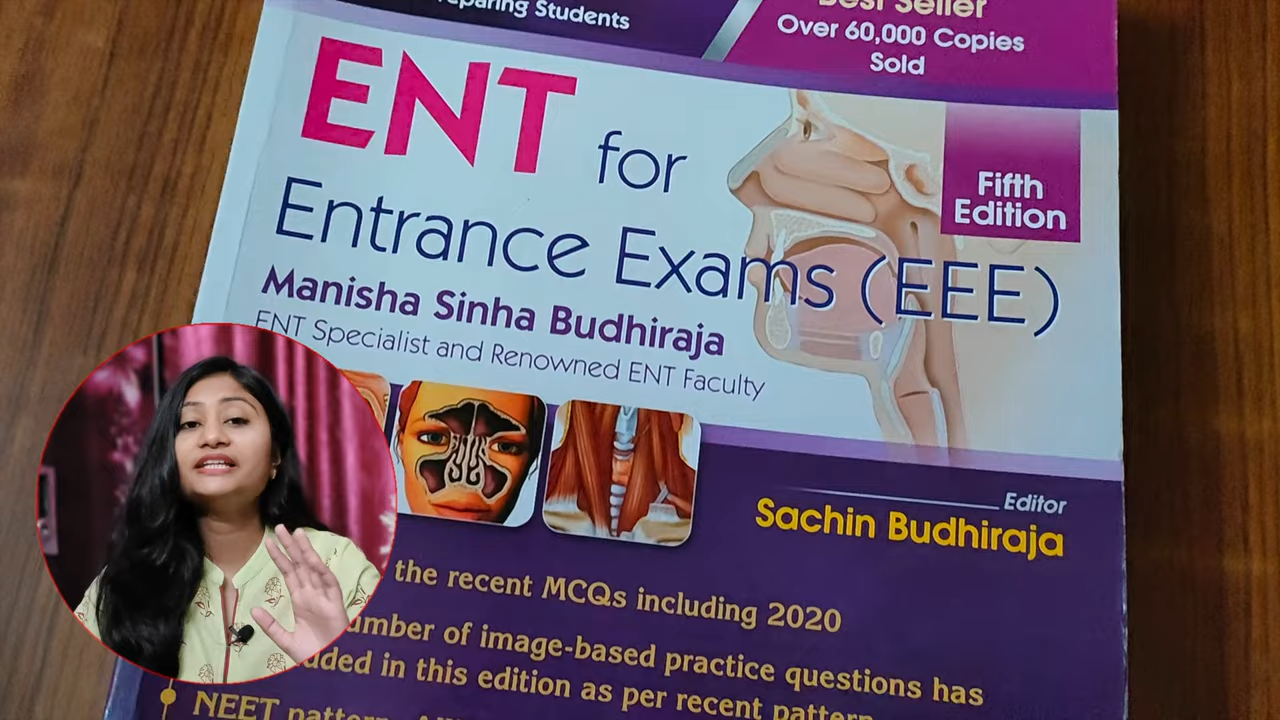 Students
Best Seller
Over 60,000 Copies
Sold
ENT for
Entrance Exams (EEE)
Fifth
Edition
Manisha Sinha Budhiraja
ENT Specialist and Renowned ENT Faculty
Editor
Sachin Budhiraja
the recent MCQs including 2020
of image-based practice questions has
in this edition as per recent pattern
NEET